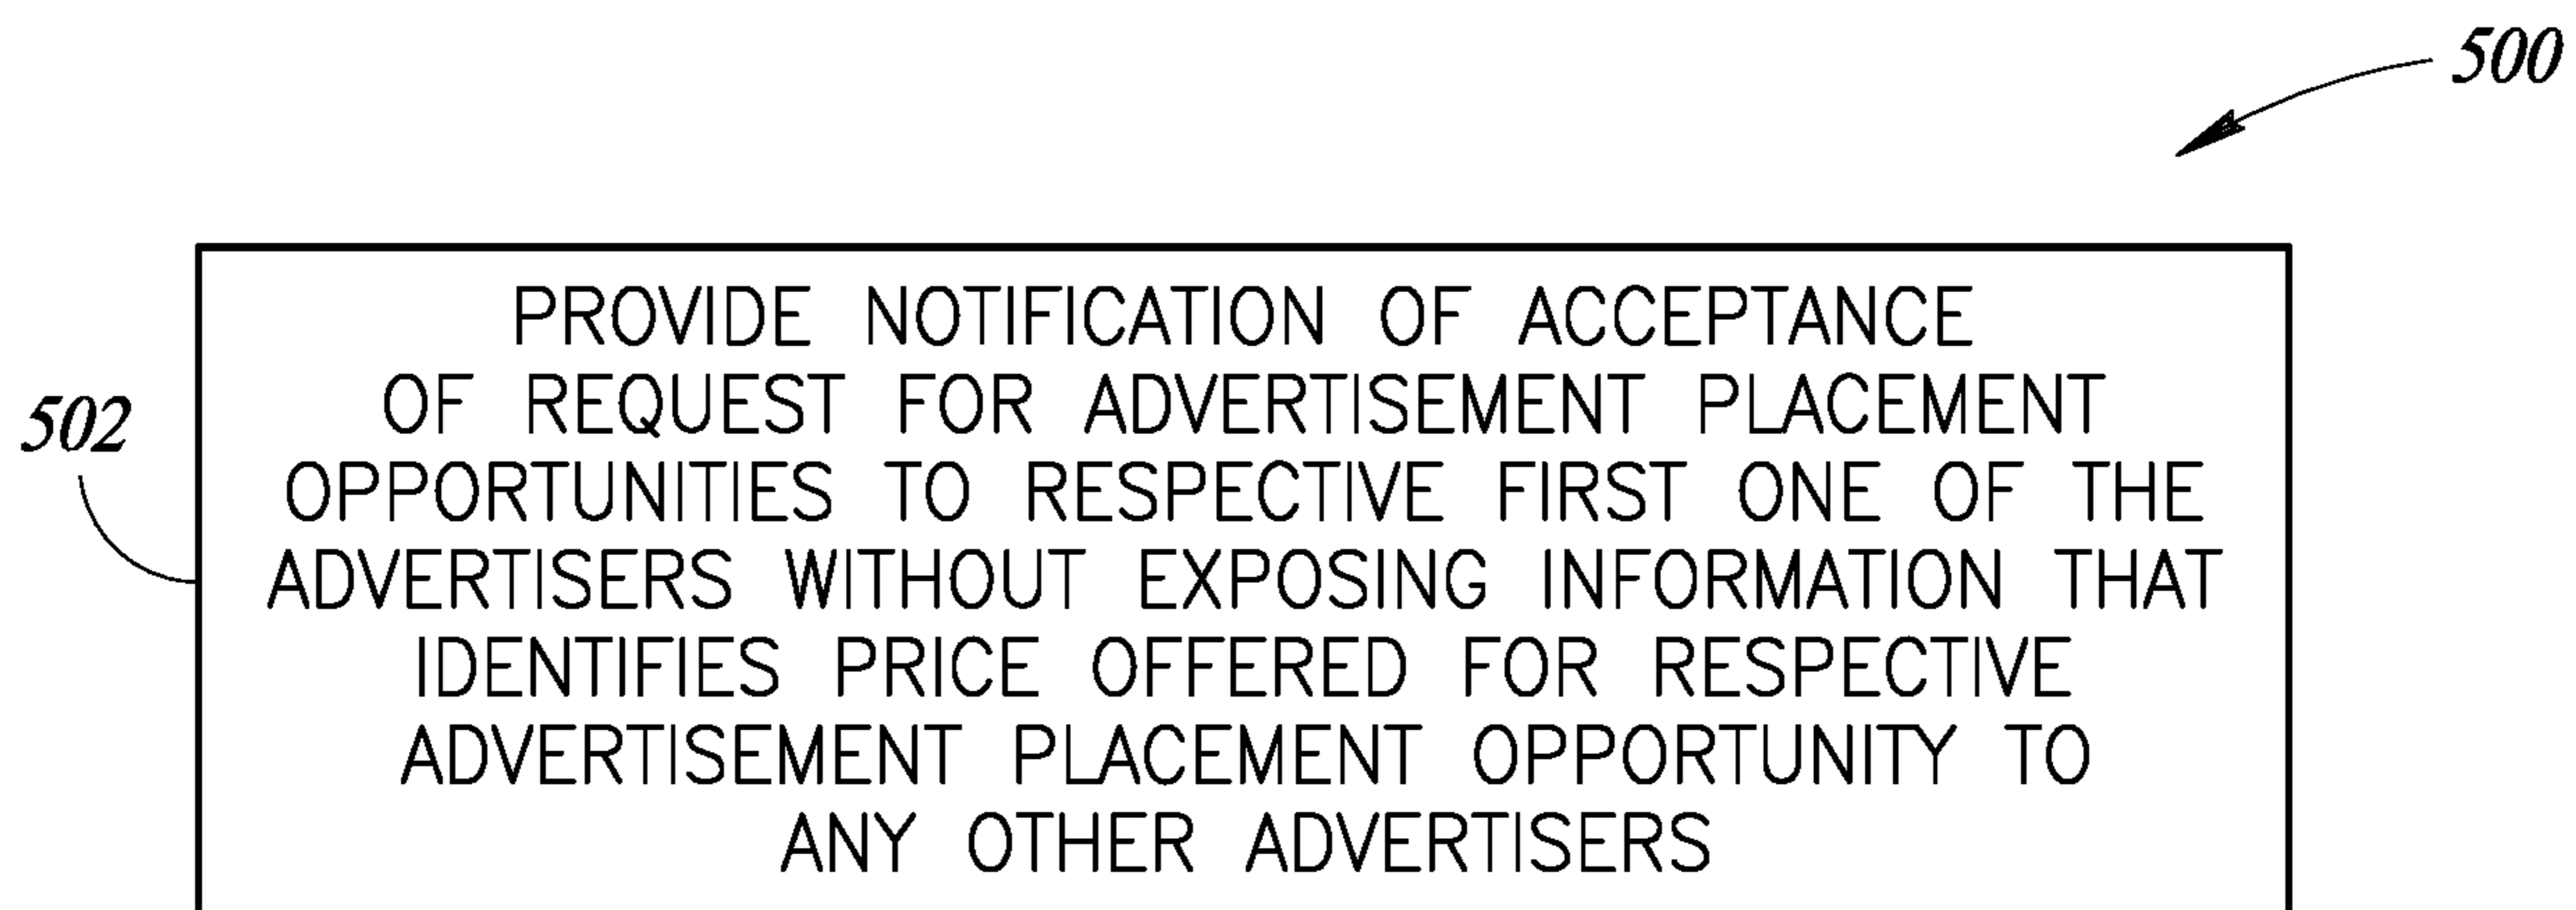 500
PROVIDE NOTIFICATION OF ACCEPTANCE
OF REQUEST FOR ADVERTISEMENT PLACEMENT
502
OPPORTUNITIES TO RESPECTIVE FIRST ONE OF THE
ADVERTISERS WITHOUT EXPOSING INFORMATION THAT
IDENTIFIES PRICE OFFERED FOR RESPECTIVE
ADVERTISEMENT PLACEMENT OPPORTUNITY TO
ANY OTHER ADVERTISERS